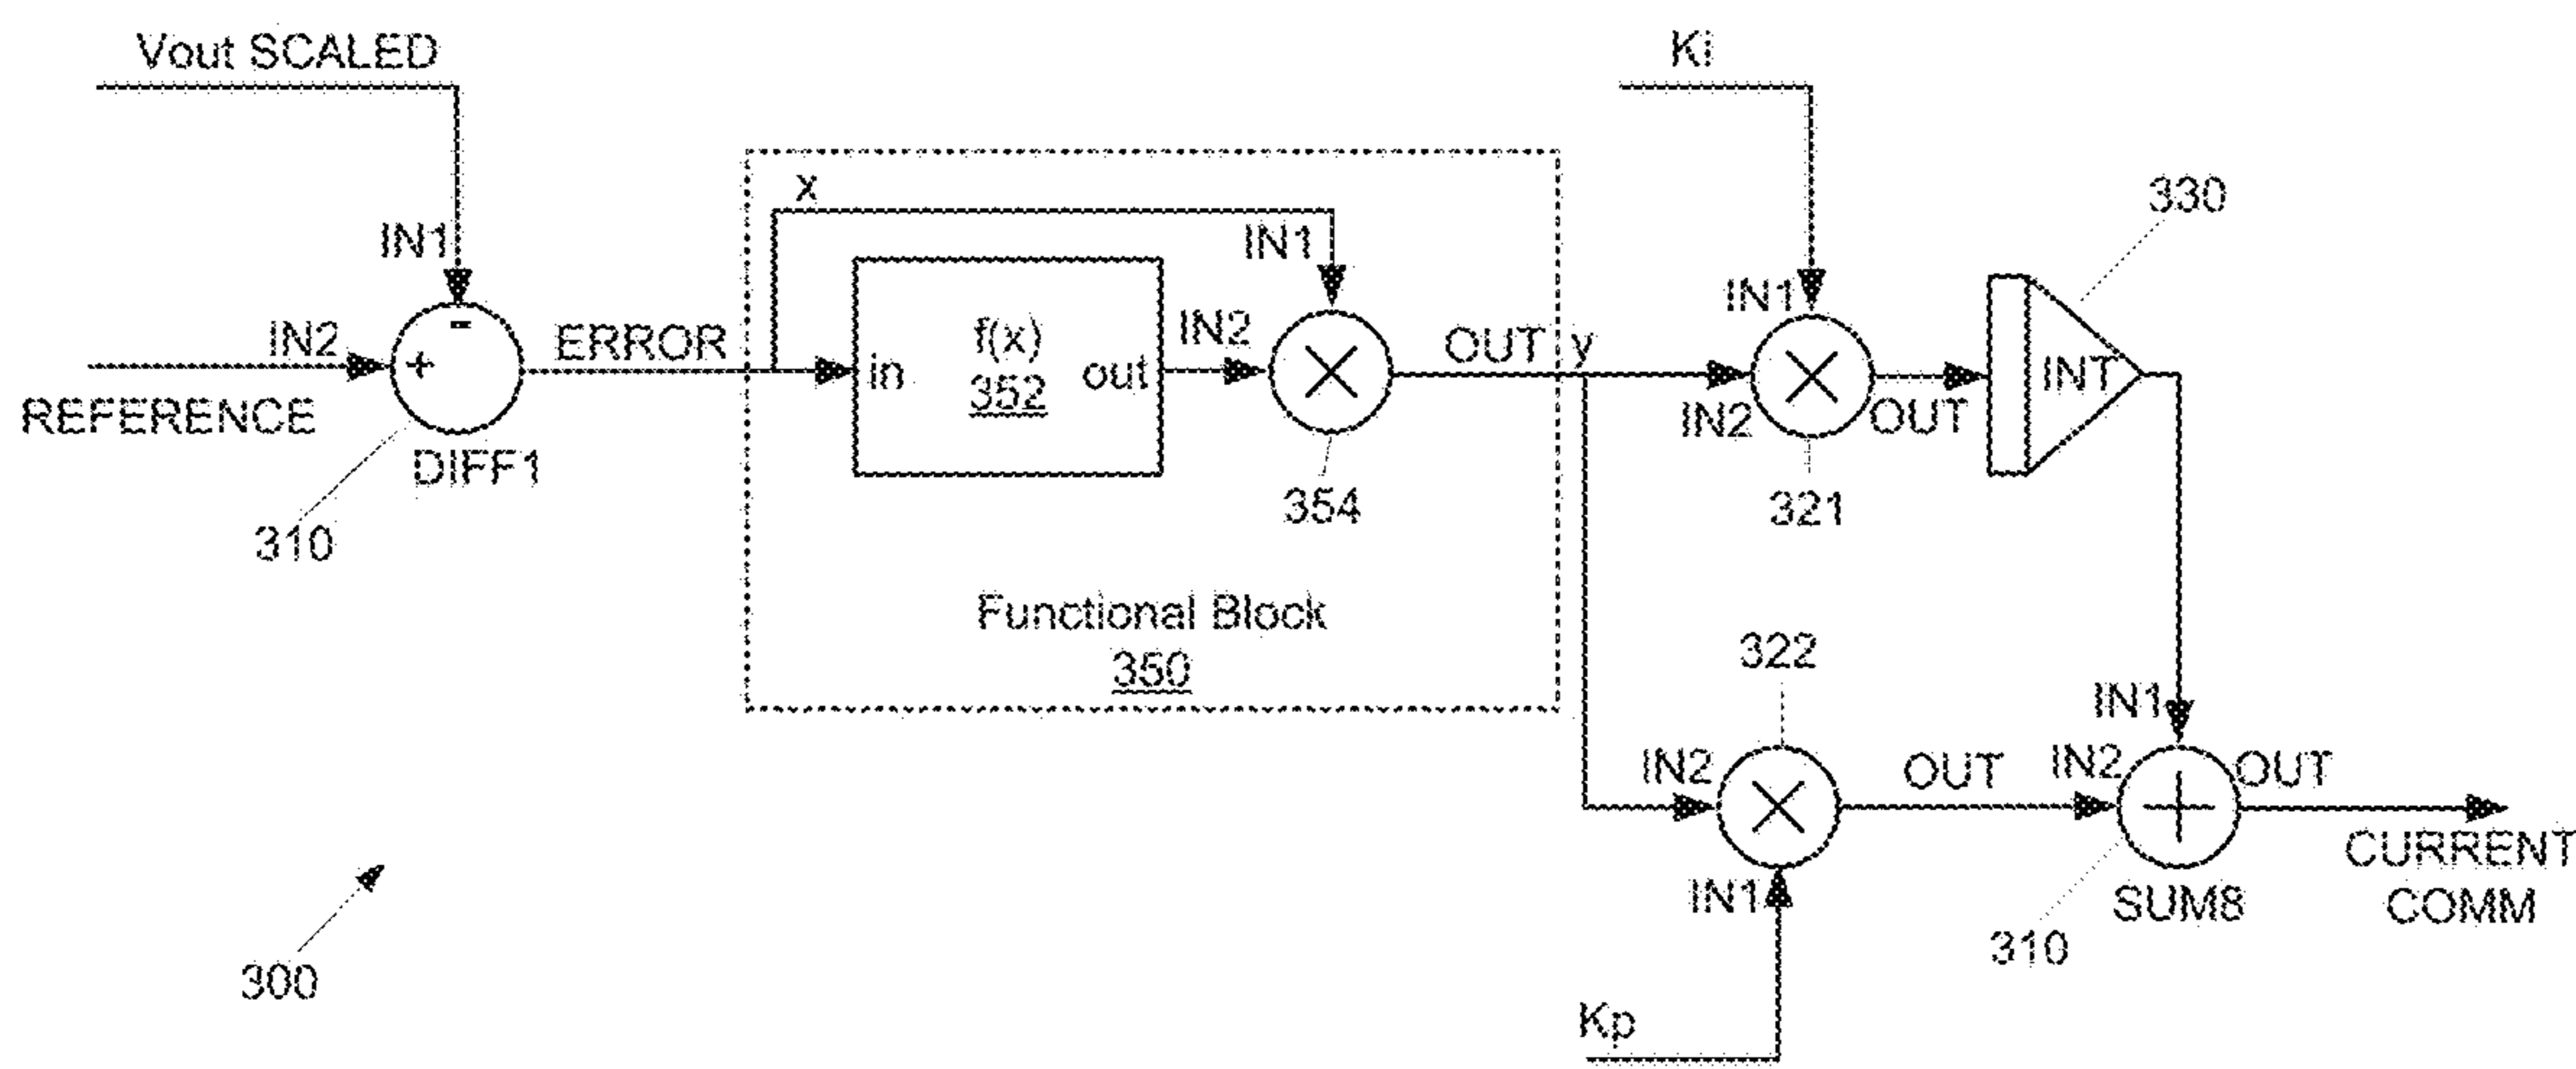 Vout SCALED
Ki
x
330
IN1
IN1
IN1
IN2
ERROR
f(x)
IN2
OUT
y
- 
+
in
352
out
INT
REFERENCE
IN2
OUT
DIFF1
310
354
321
Functional Block
350
322
IN1
IN2
OUT
IN2
OUT
CURRENT
COMM
IN1
SUM8
310
300
Kp